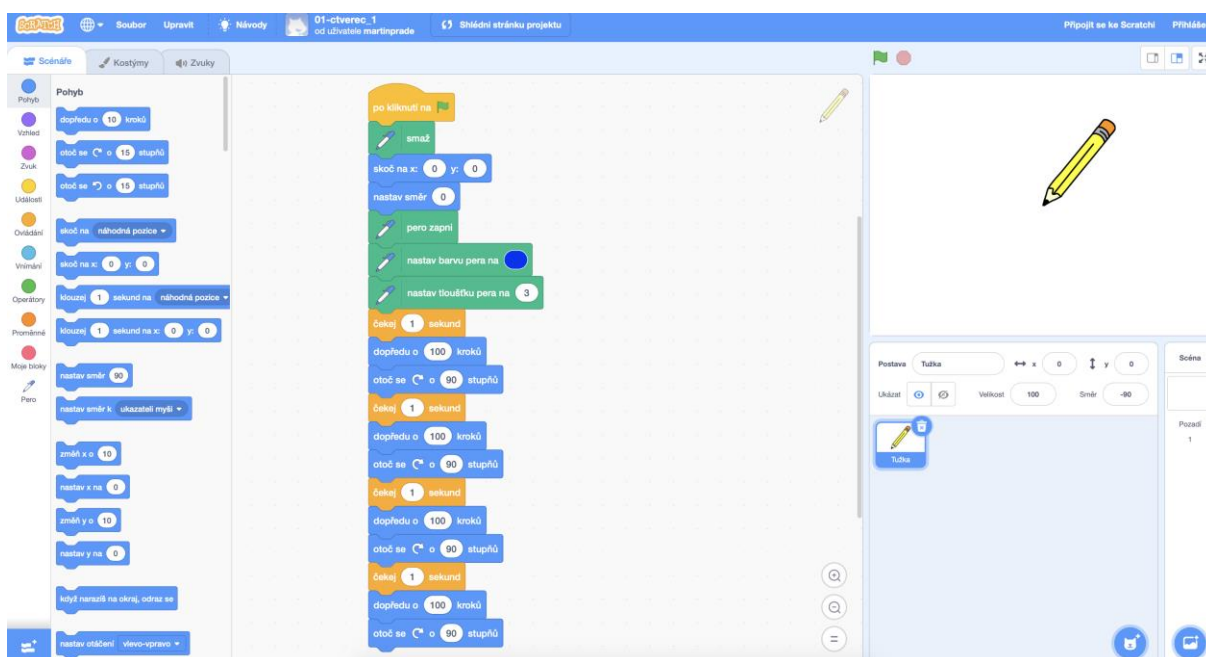 SCRATCH Soubor Upravit Návody 01-ctverec_1 Shlédni stránku projektu Připojit se ke Scratchi Přihláše
od uživatele martinprade
Scénáře Kostýmy Zvuky
Pohyb
Vzhled
Zvuk
Události
Ovládání
Vnímání
Operátory
Proměnné
Moje bloky
Pero
Pohyb
dopředu o 10 kroků
otoč se o 15 stupňů
otoč se o 15 stupňů
skoč na náhodná pozice
skoč na x: 0 y: 0
klouzej 1 sekund na náhodná pozice
klouzej 1 sekund na x: 0 y: 0
nastav směr 90
nastav směr k ukazateli myši
změň x o 10
nastav x na 0
změň y o 10
nastav y na 0
když narazíš na okraj, odraz se
nastav otáčení vlevo-vpravo
po kliknutí na
smaž
skoč na x: 0 y: 0
nastav směr 0
pero zapni
nastav barvu pera na
nastav tloušťku pera na 3
čekej 1 sekund
dopředu o 100 kroků
otoč se o 90 stupňů
čekej 1 sekund
dopředu o 100 kroků
otoč se o 90 stupňů
čekej 1 sekund
dopředu o 100 kroků
otoč se o 90 stupňů
čekej 1 sekund
dopředu o 100 kroků
otoč se o 90 stupňů
Postava Tužka x 0 y 0
Ukázat Velikost 100 Směr -90
Tužka
Scéna
Pozadí
1